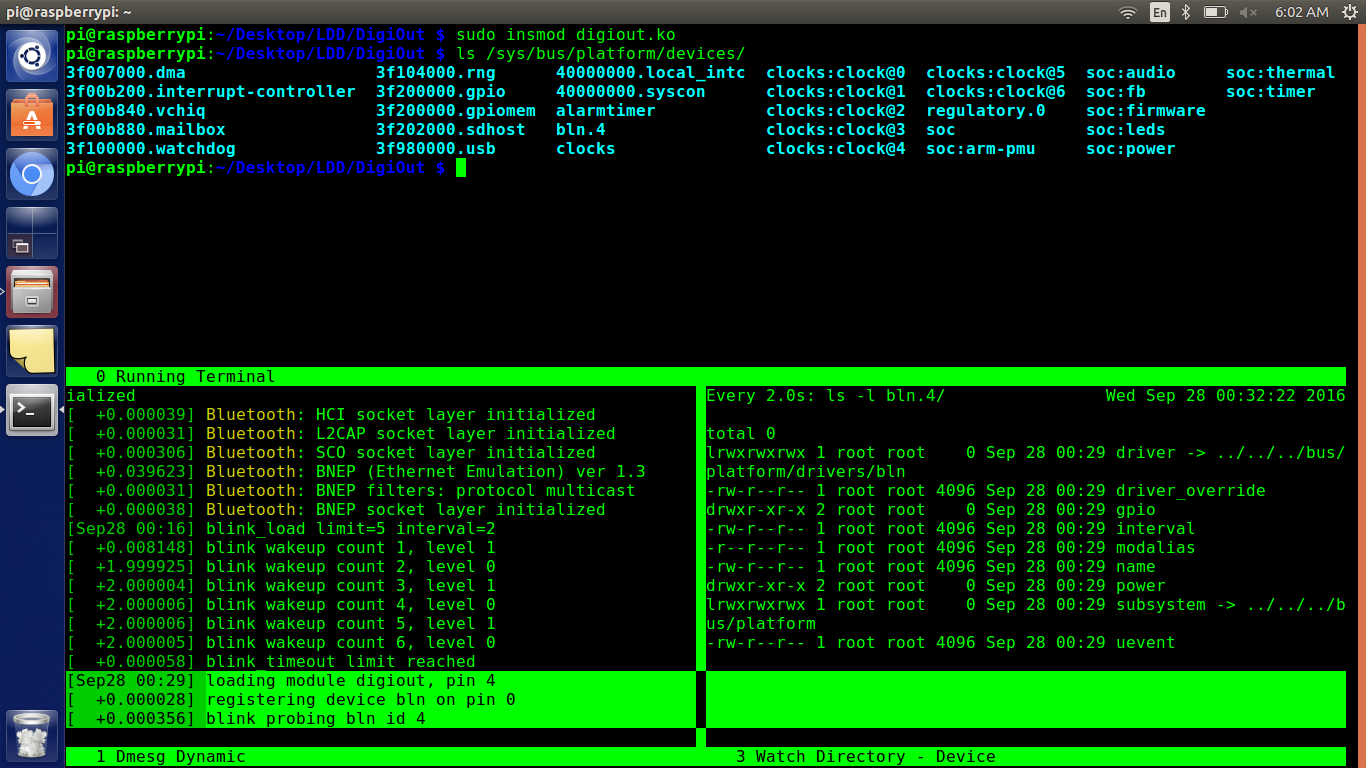 pi@raspberrypi: ~
En
6:02 AM
pi@raspberrypi:~/Desktop/LDD/DigiOut $ sudo insmod digiout.ko
pi@raspberrypi:~/Desktop/LDD/DigiOut $ ls /sys/bus/platform/devices/
3f007000.dma 3f104000.rng 40000000.local_intc clocks:clock@0 clocks:clock@5 soc:audio soc:thermal
3f00b200.interrupt-controller 3f200000.gpio 40000000.syscon clocks:clock@1 clocks:clock@6 soc:fb soc:timer
3f00b840.vchiq 3f200000.gpiomem alarmtimer clocks:clock@2 regulatory.0 soc:firmware
3f00b880.mailbox 3f202000.sdhost bln.4 clocks:clock@3 soc soc:leds
3f100000.watchdog 3f980000.usb clocks clocks:clock@4 soc:arm-pmu soc:power
pi@raspberrypi:~/Desktop/LDD/DigiOut $
0 Running Terminal
ialized
[  +0.000039] Bluetooth: HCI socket layer initialized
[  +0.000031] Bluetooth: L2CAP socket layer initialized
[  +0.000306] Bluetooth: SCO socket layer initialized
[  +0.039623] Bluetooth: BNEP (Ethernet Emulation) ver 1.3
[  +0.000031] Bluetooth: BNEP filters: protocol multicast
[  +0.000038] Bluetooth: BNEP socket layer initialized
[Sep28 00:16] blink_load limit=5 interval=2
[  +0.008148] blink wakeup count 1, level 1
[  +1.999925] blink wakeup count 2, level 0
[  +2.000004] blink wakeup count 3, level 1
[  +2.000006] blink wakeup count 4, level 0
[  +2.000006] blink wakeup count 5, level 1
[  +2.000005] blink wakeup count 6, level 0
[  +0.000058] blink_timeout limit reached
[Sep28 00:29] loading module digiout, pin 4
[  +0.000028] registering device bln on pin 0
[  +0.000356] blink probing bln id 4
1 Dmesg Dynamic
Every 2.0s: ls -l bln.4/ Wed Sep 28 00:32:22 2016
total 0
lrwxrwxrwx 1 root root    0 Sep 28 00:29 driver -> ../../../bus/
platform/drivers/bln
-rw-r--r-- 1 root root 4096 Sep 28 00:29 driver_override
drwxr-xr-x 2 root root    0 Sep 28 00:29 gpio
-rw-r--r-- 1 root root 4096 Sep 28 00:29 interval
-r--r--r-- 1 root root 4096 Sep 28 00:29 modalias
-rw-r--r-- 1 root root 4096 Sep 28 00:29 name
drwxr-xr-x 2 root root    0 Sep 28 00:29 power
lrwxrwxrwx 1 root root    0 Sep 28 00:29 subsystem -> ../../../b
us/platform
-rw-r--r-- 1 root root 4096 Sep 28 00:29 uevent
3 Watch Directory - Device